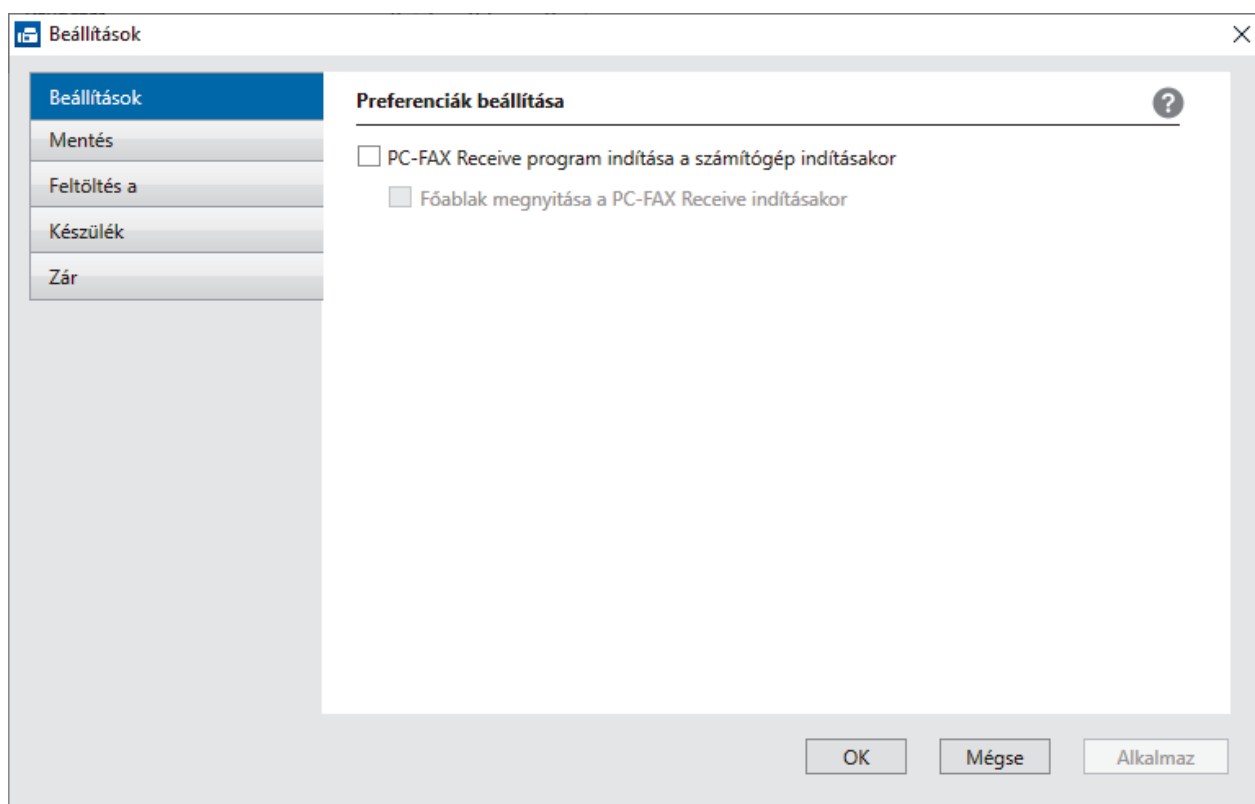 Beállítások
Beállítások
Mentés
Feltöltés a
Készülék
Zár
Preferenciák beállítása
?
PC-FAX Receive program indítása a számítógép indításakor
Főablak megnyitása a PC-FAX Receive indításakor
OK
Mégse
Alkalmaz